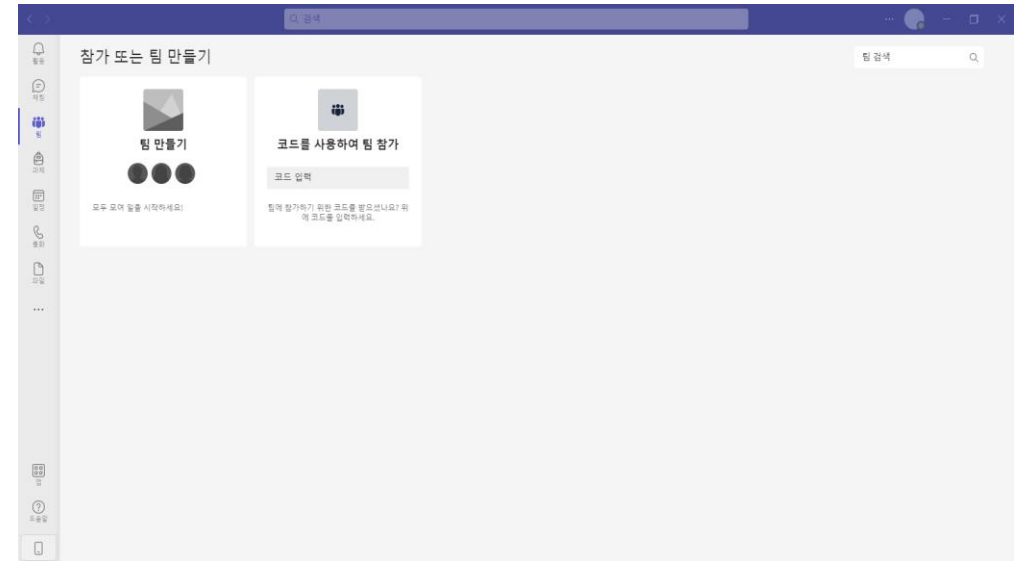 검색
활동
채팅
팀
과제
일정
통화
파일
앱
도움말
참가 또는 팀 만들기
팀 검색
팀 만들기
모두 모여 일을 시작하세요!
코드를 사용하여 팀 참가
코드 입력
팀에 참가하기 위한 코드를 받으셨나요? 위
에 코드를 입력하세요.